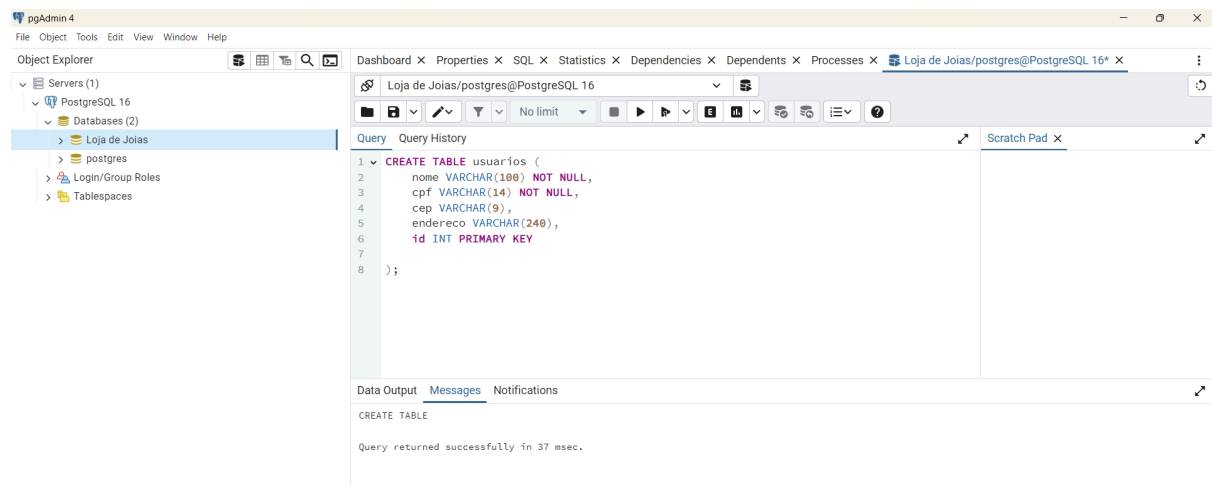 pgAdmin 4
File Object Tools Edit View Window Help
Object Explorer
Servers (1)
PostgreSQL 16
Databases (2)
Loja de Joias
postgres
Login/Group Roles
Tablespaces
Dashboard Properties SQL Statistics Dependencies Dependents Processes Loja de Joias/postgres@PostgreSQL 16*
Loja de Joias/postgres@PostgreSQL 16
No limit
Query Query History
Scratch Pad
1 CREATE TABLE usuarios (
2 nome VARCHAR(100) NOT NULL,
3 cpf VARCHAR(14) NOT NULL,
4 cep VARCHAR(9),
5 endereco VARCHAR(240),
6 id INT PRIMARY KEY
7
8 );
Data Output Messages Notifications
CREATE TABLE
Query returned successfully in 37 msec.